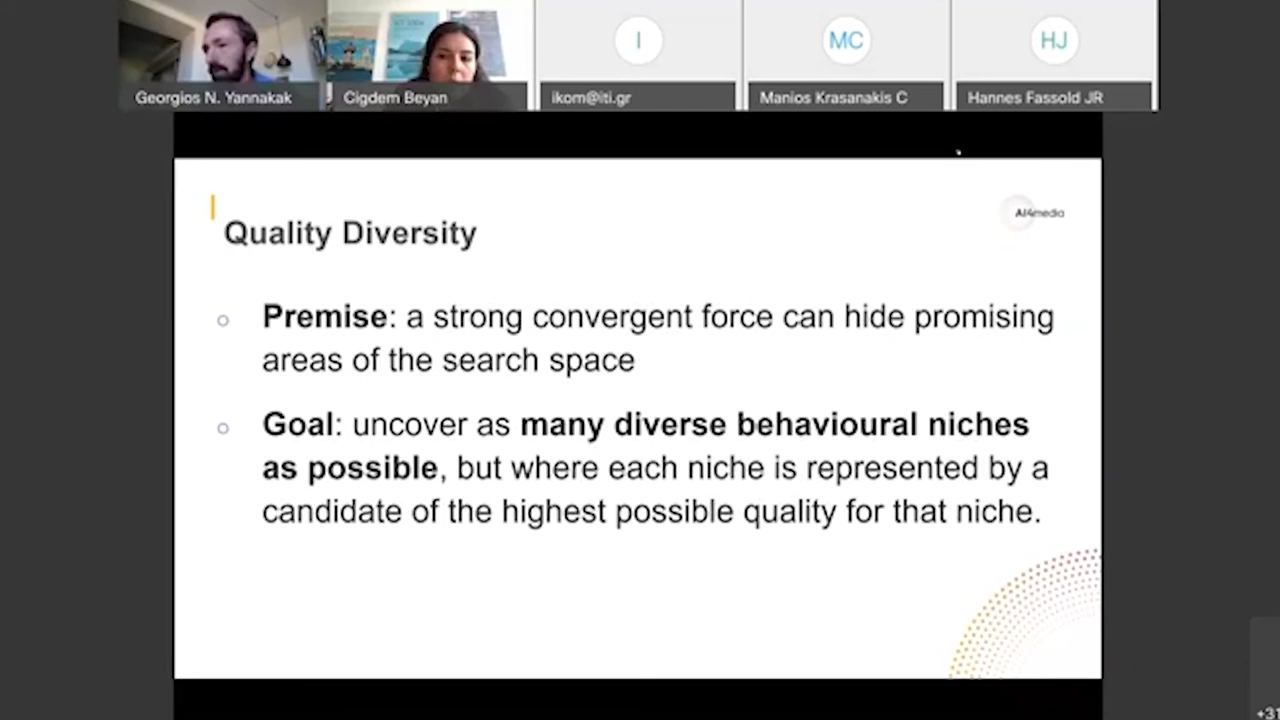 Georgios N. Yannakak
Cigdem Beyan
I
ikom@iti.gr
MC
Manios Krasanakis C
HJ
Hannes Fassold JR
Quality Diversity
AI4media
Premise: a strong convergent force can hide promising
areas of the search space
Goal: uncover as many diverse behavioural niches
as possible, but where each niche is represented by a
candidate of the highest possible quality for that niche.